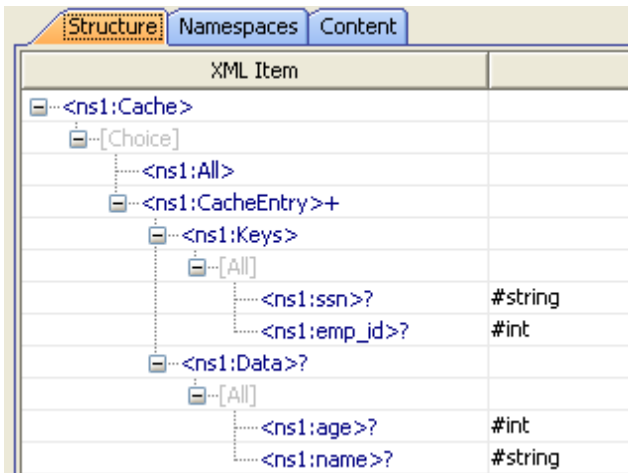 Structure Namespaces Content
XML Item
<ns1:Cache>
[Choice]
<ns1:All>
<ns1:CacheEntry>+
<ns1:Keys>
[All]
<ns1:ssn>? #string
<ns1:emp_id>? #int
<ns1:Data>?
[All]
<ns1:age>? #int
<ns1:name>? #string